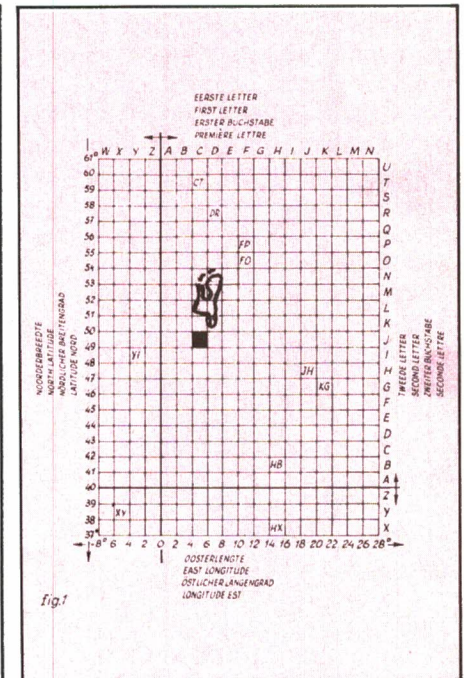 EERSTE LETTER
FIRST LETTER
ERSTER BUCHSTABE
PREMIÈRE LETTRE
W X Y Z A B C D E F G H I J K L M N
61°
60
59
58
57
56
55
54
53
52
51
50
49
48
47
46
45
44
43
42
41
40
39
38
37°
U
T
S
R
Q
P
O
N
M
L
K
J
I
H
G
F
E
D
C
B
A
Z
Y
X
CT
DR
FP
FO
YI
JH
KG
HB
XY
HX
NOORDERBREEDTE
NORTH LATITUDE
NÖRDLICHER BREITENGRAD
LATITUDE NORD
TWEEDE LETTER
SECOND LETTER
ZWEITER BUCHSTABE
SECONDE LETTRE
-8° 6 4 2 0 2 4 6 8 10 12 14 16 18 20 22 24 26 28°
OOSTERLENGTE
EAST LONGITUDE
ÖSTLICHER LÄNGENGRAD
LONGITUDE EST
fig.1